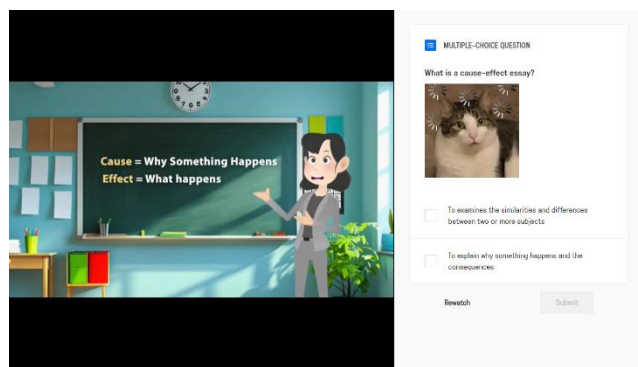 Cause = Why Something Happens
Effect = What happens
MULTIPLE-CHOICE QUESTION
What is a cause-effect essay?
To examines the similarities and differences
between two or more subjects
To explain why something happens and the
consequences
Rewatch
Submit